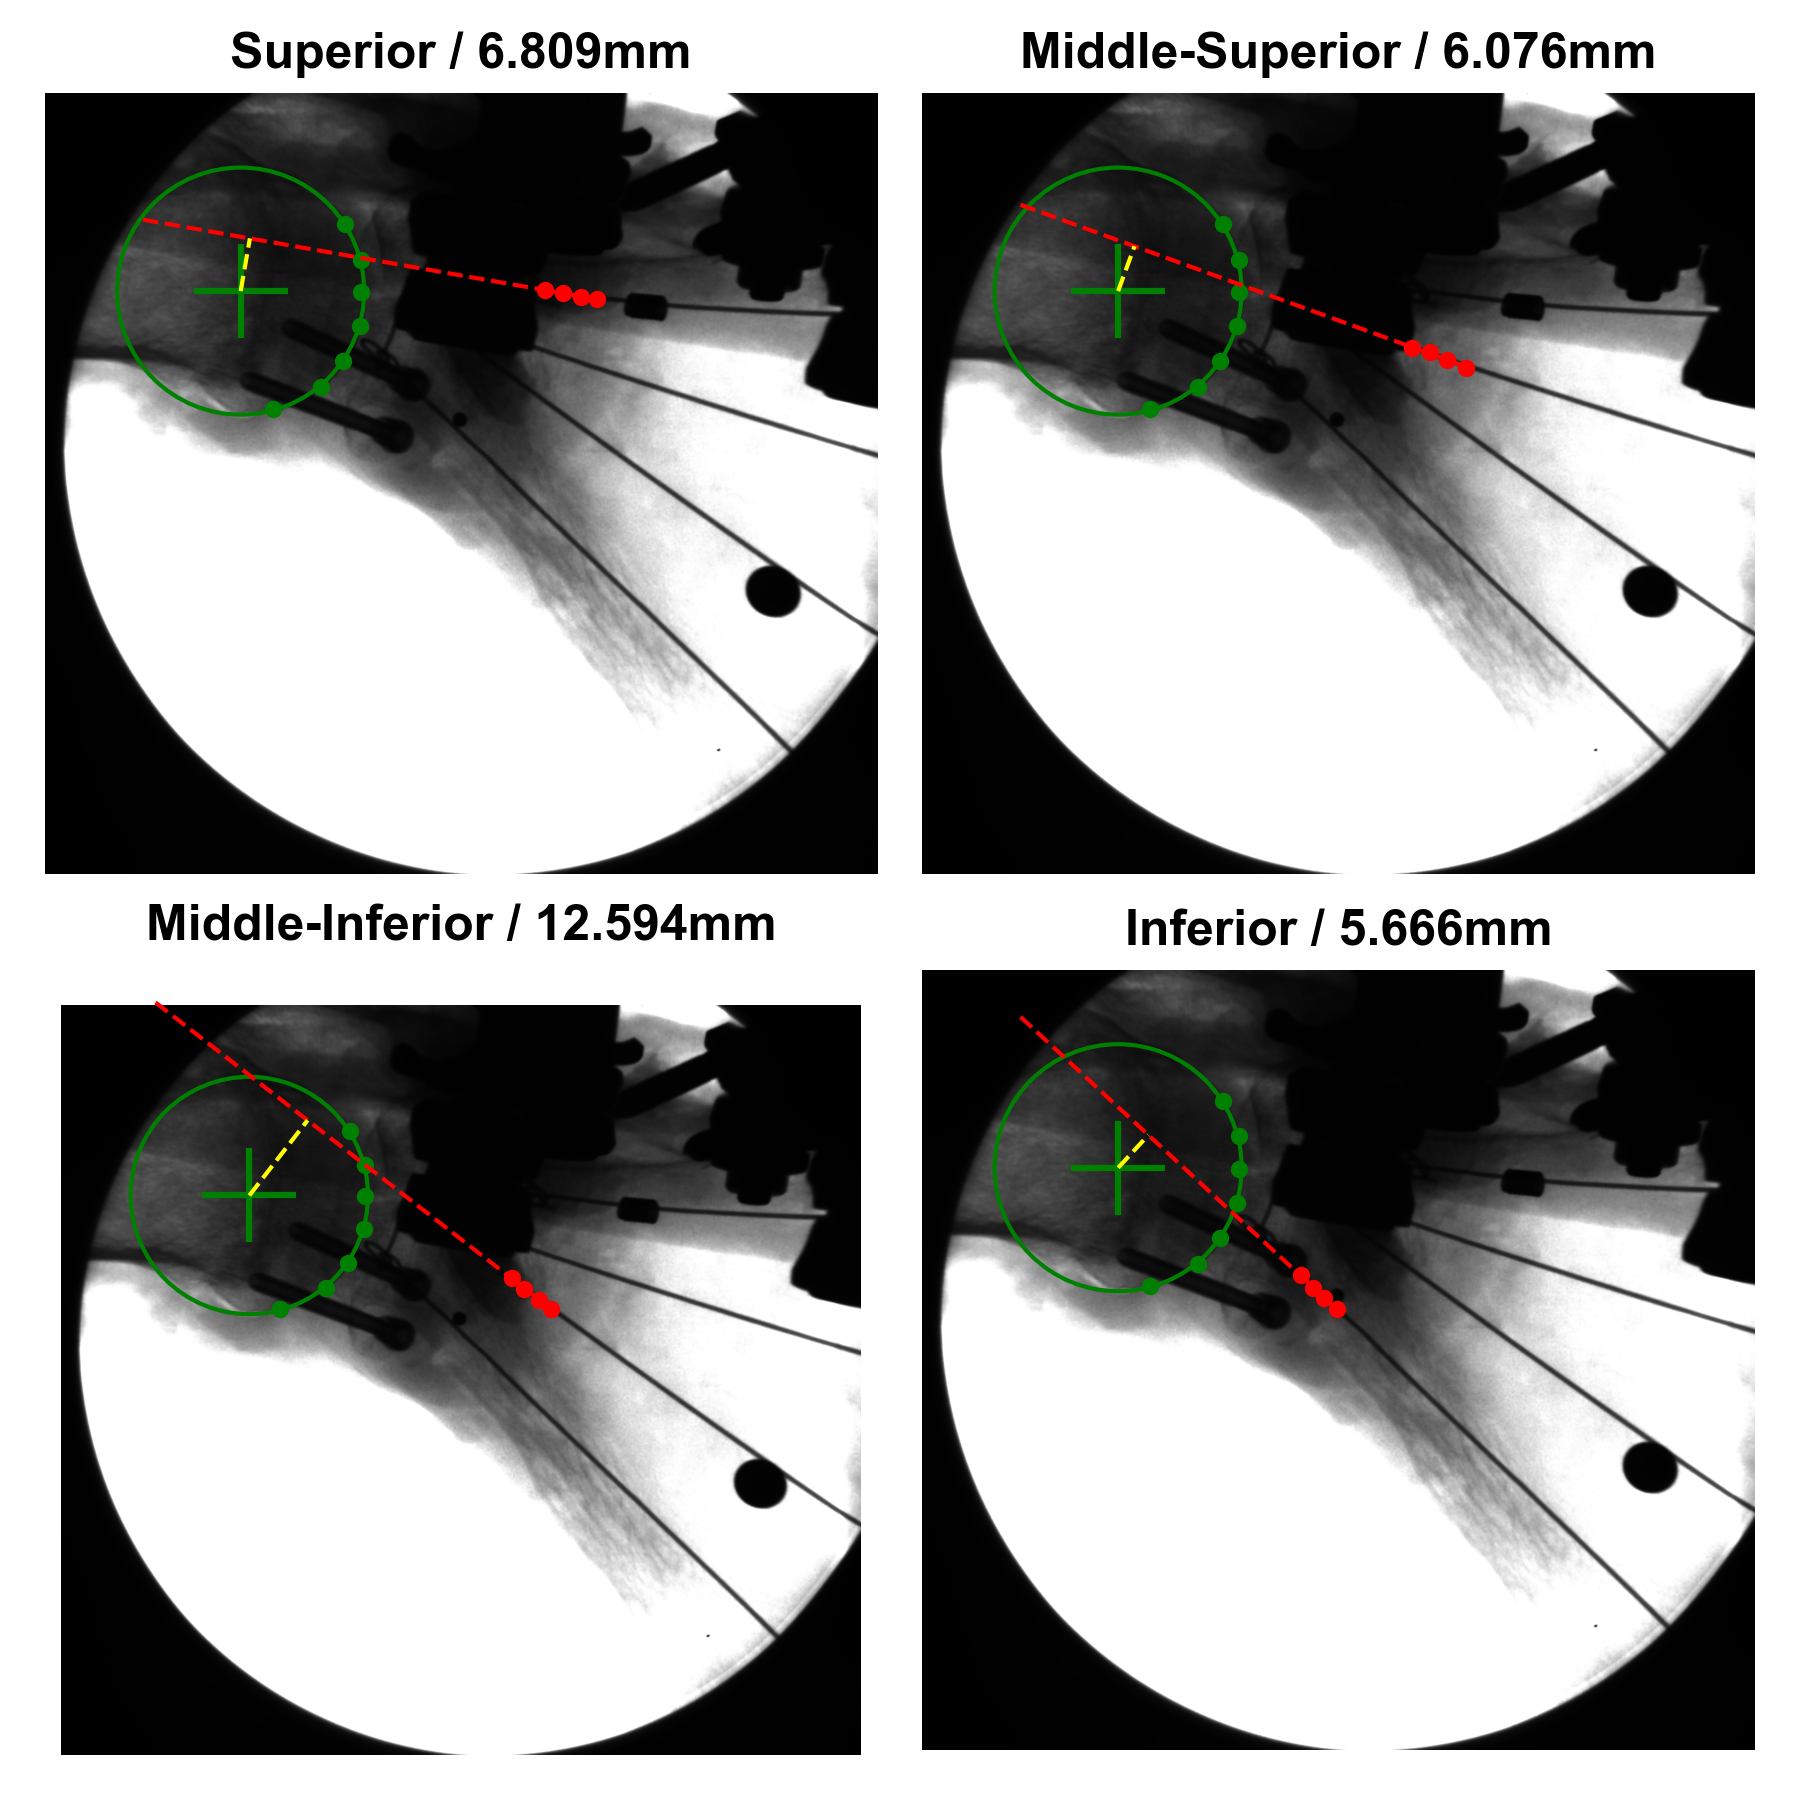 Superior / 6.809mm
Middle-Superior / 6.076mm
Middle-Inferior / 12.594mm
Inferior / 5.666mm